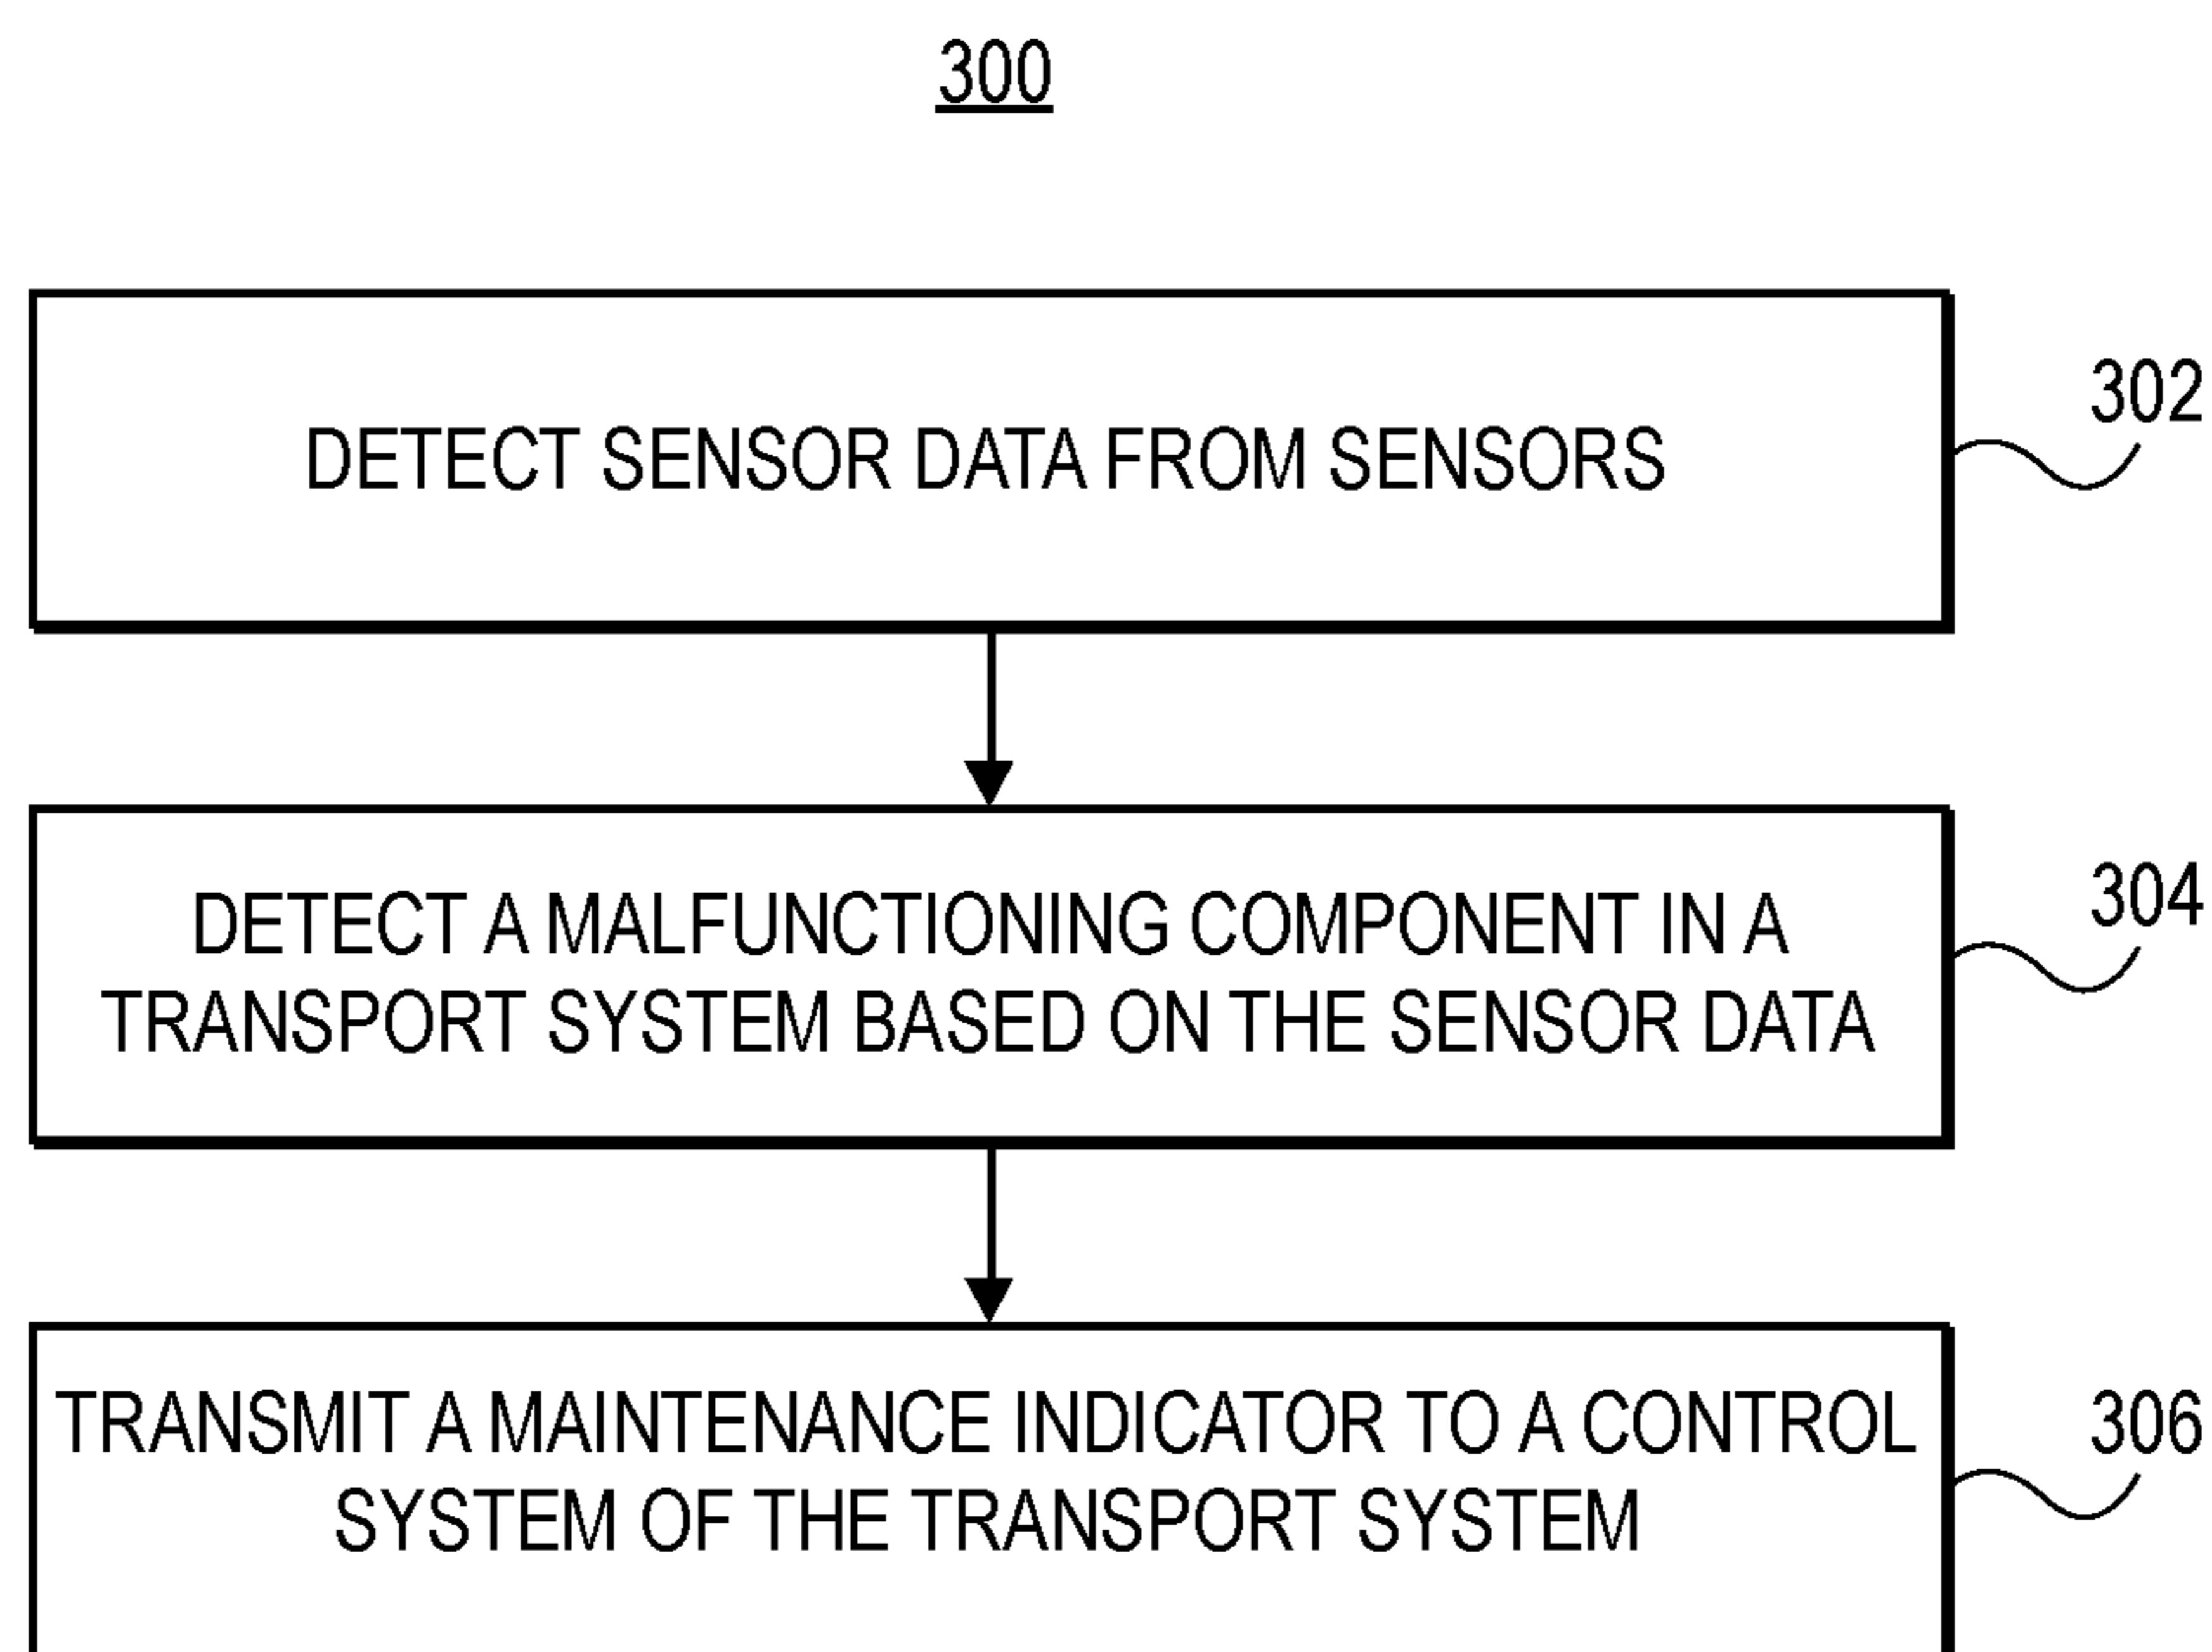 300
DETECT SENSOR DATA FROM SENSORS
302
DETECT A MALFUNCTIONING COMPONENT IN A
TRANSPORT SYSTEM BASED ON THE SENSOR DATA
304
TRANSMIT A MAINTENANCE INDICATOR TO A CONTROL
SYSTEM OF THE TRANSPORT SYSTEM
306